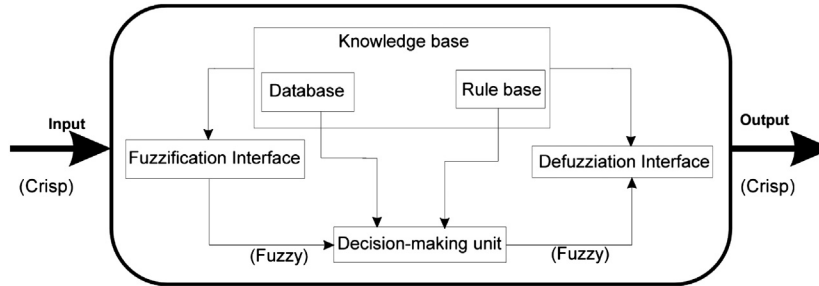 Knowledge base
Database
Rule base
Input
Output
Fuzzification Interface
Defuzziation Interface
(Crisp)
(Crisp)
Decision-making unit
(Fuzzy)
(Fuzzy)